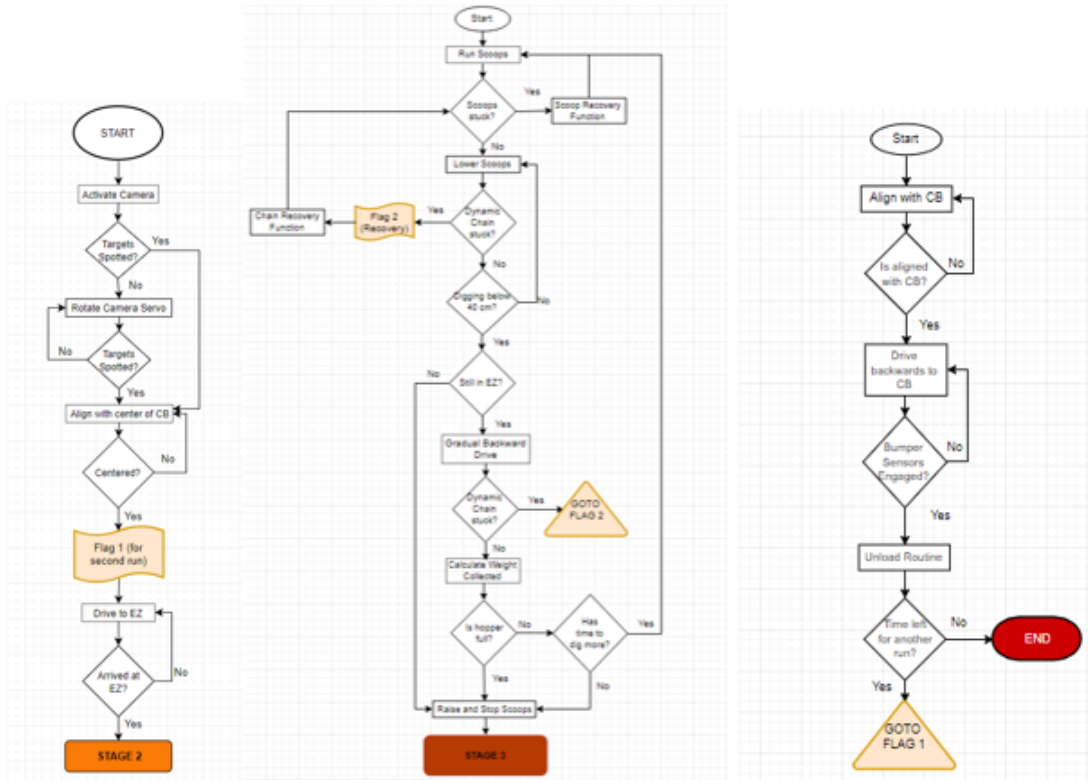 START
Activate Camera
Targets
Spotted?
Yes
No
Rotate Camera Servo
No
Targets
Spotted?
Yes
Align with center of CB
No
Centered?
Yes
Flag 1 (for
second run)
Drive to EZ
No
Arrived at
EZ?
Yes
STAGE 2
Start
Run Scoops
Scoops
stuck?
Yes
Scoop Recovery
Function
No
Lower Scoops
Dynamic
Chain
stuck?
Yes
Flag 2
(Recovery)
Chain Recovery
Function
No
Digging below
40 cm?
No
Yes
Still in EZ?
No
Yes
Gradual Backward
Drive
Dynamic
Chain
stuck?
Yes
GOTO
FLAG 2
No
Calculate Weight
Collected
Is hopper
full?
No
Has
time to
dig more?
Yes
Yes
No
Raise and Stop Scoops
STAGE 3
Start
Align with CB
Is aligned
with CB?
No
Yes
Drive
backwards to
CB
Bumper
Sensors
Engaged?
No
Yes
Unload Routine
Time left
for another
run?
No
END
Yes
GOTO
FLAG 1